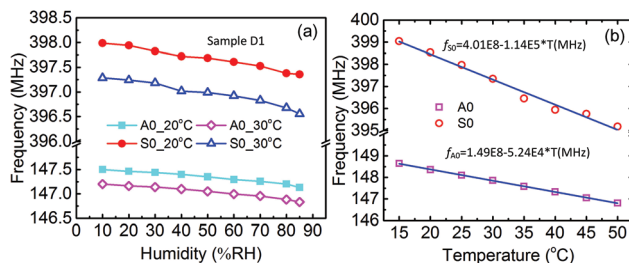 (a)
Sample D1
Frequency (MHz)
398.5
398.0
397.5
397.0
396.5
396.0
147.5
147.0
146.5
A0_20°C
A0_30°C
S0_20°C
S0_30°C
0 10 20 30 40 50 60 70 80 90
Humidity (%RH)
(b)
Frequency (MHz)
400
399
398
397
396
395
149
148
147
146
f_S0=4.01E8-1.14E5*T(MHz)
A0
S0
f_A0=1.49E8-5.24E4*T(MHz)
15 20 25 30 35 40 45 50
Temperature (°C)